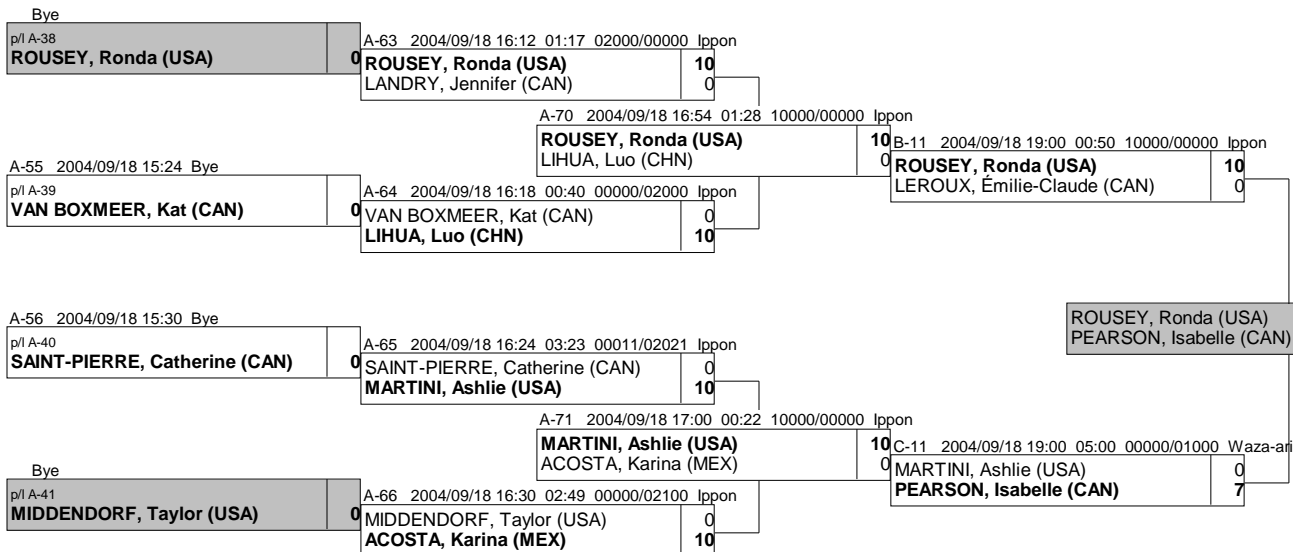 Bye
p/l A-38
ROUSEY, Ronda (USA) 0
A-63 2004/09/18 16:12 01:17 02000/00000 Ippon
ROUSEY, Ronda (USA) 10
LANDRY, Jennifer (CAN) 0
A-70 2004/09/18 16:54 01:28 10000/00000 Ippon
ROUSEY, Ronda (USA) 10
LIHUA, Luo (CHN) 0
B-11 2004/09/18 19:00 00:50 10000/00000 Ippon
ROUSEY, Ronda (USA) 10
LEROUX, Émilie-Claude (CAN) 0
A-55 2004/09/18 15:24 Bye
p/l A-39
VAN BOXMEER, Kat (CAN) 0
A-64 2004/09/18 16:18 00:40 00000/02000 Ippon
VAN BOXMEER, Kat (CAN) 0
LIHUA, Luo (CHN) 10
ROUSEY, Ronda (USA)
PEARSON, Isabelle (CAN)
A-56 2004/09/18 15:30 Bye
p/l A-40
SAINT-PIERRE, Catherine (CAN) 0
A-65 2004/09/18 16:24 03:23 00011/02021 Ippon
SAINT-PIERRE, Catherine (CAN) 0
MARTINI, Ashlie (USA) 10
A-71 2004/09/18 17:00 00:22 10000/00000 Ippon
MARTINI, Ashlie (USA) 10
ACOSTA, Karina (MEX) 0
C-11 2004/09/18 19:00 05:00 00000/01000 Waza-ari
MARTINI, Ashlie (USA) 0
PEARSON, Isabelle (CAN) 7
Bye
p/l A-41
MIDDENDORF, Taylor (USA) 0
A-66 2004/09/18 16:30 02:49 00000/02100 Ippon
MIDDENDORF, Taylor (USA) 0
ACOSTA, Karina (MEX) 10